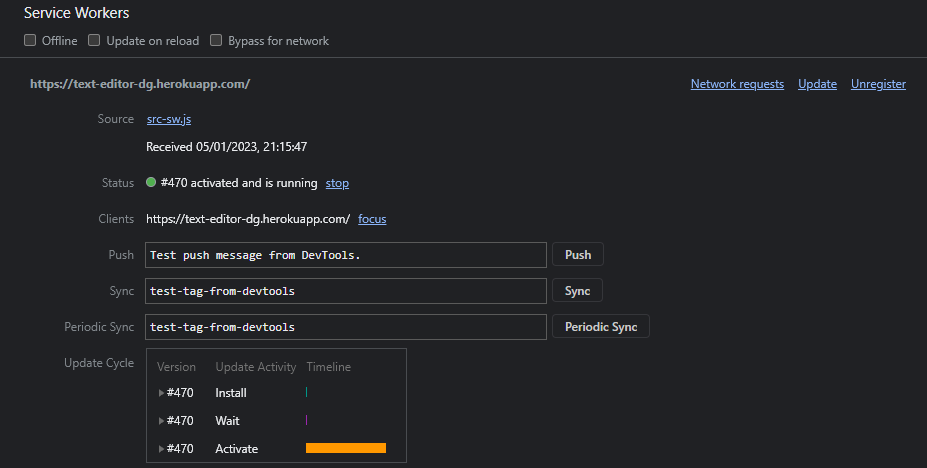 Service Workers
Offline Update on reload Bypass for network
https://text-editor-dg.herokuapp.com/ Network requests Update Unregister
Source src-sw.js
Received 05/01/2023, 21:15:47
Status #470 activated and is running stop
Clients https://text-editor-dg.herokuapp.com/ focus
Push Test push message from DevTools. Push
Sync test-tag-from-devtools Sync
Periodic Sync test-tag-from-devtools Periodic Sync
Update Cycle Version Update Activity Timeline
#470 Install
#470 Wait
#470 Activate